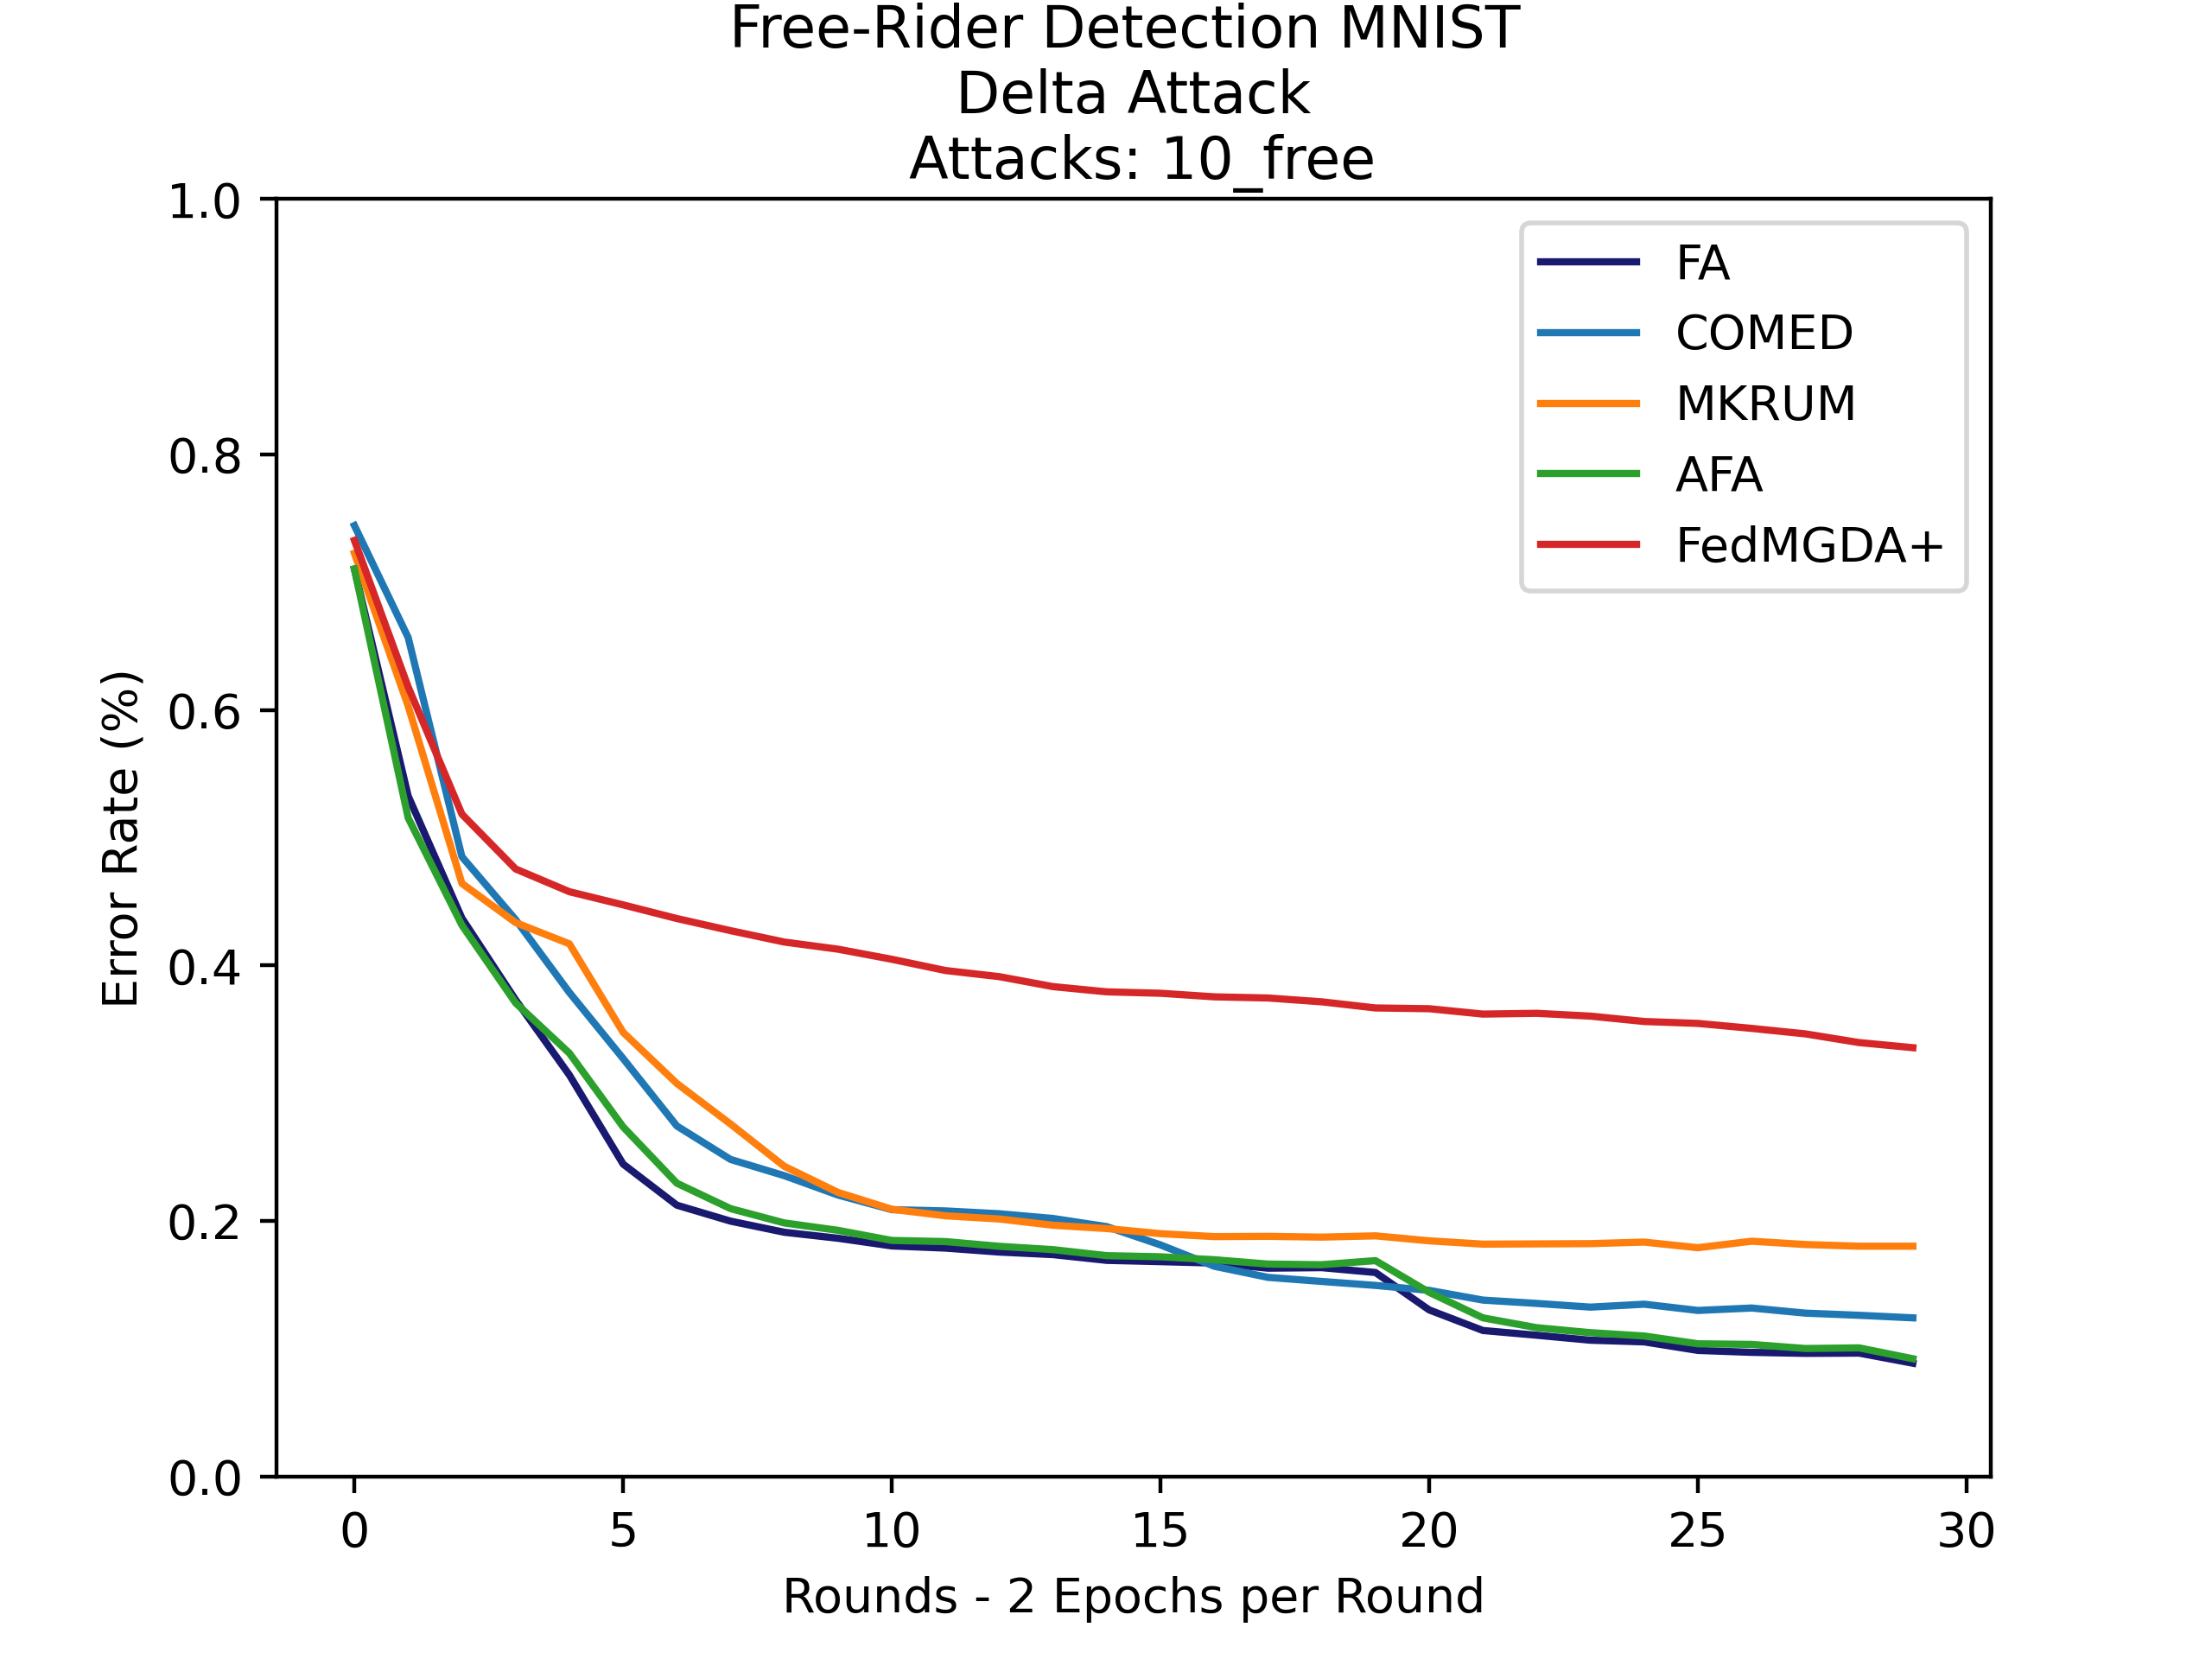 Free-Rider Detection MNIST
Delta Attack
Attacks: 10_free
1.0
0.8
0.6
0.4
0.2
0.0
Error Rate (%)
FA
COMED
MKRUM
AFA
FedMGDA+
0 5 10 15 20 25 30
Rounds - 2 Epochs per Round